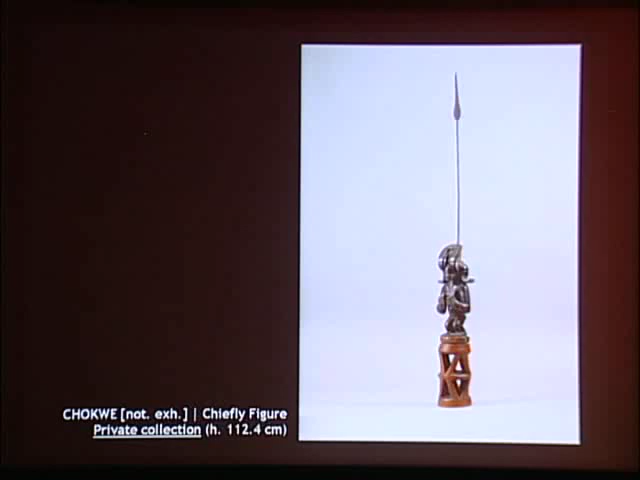 CHOKWE [not. exh.] | Chiefly Figure
Private collection (h. 112.4 cm)